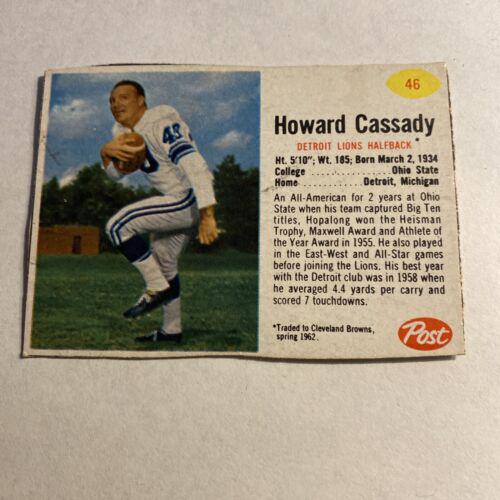 46
Howard Cassady
DETROIT LIONS HALFBACK*
Ht. 5'10"; Wt. 185; Born March 2, 1934
College ................ Ohio State
Home ............ Detroit, Michigan
An All-American for 2 years at Ohio
State when his team captured Big Ten
titles, Hopalong won the Heisman
Trophy, Maxwell Award and Athlete of
the Year Award in 1955. He also played
in the East-West and All-Star games
before joining the Lions. His best year
with the Detroit club was in 1958 when
he averaged 4.4 yards per carry and
scored 7 touchdowns.
*Traded to Cleveland Browns,
spring 1962.
Post